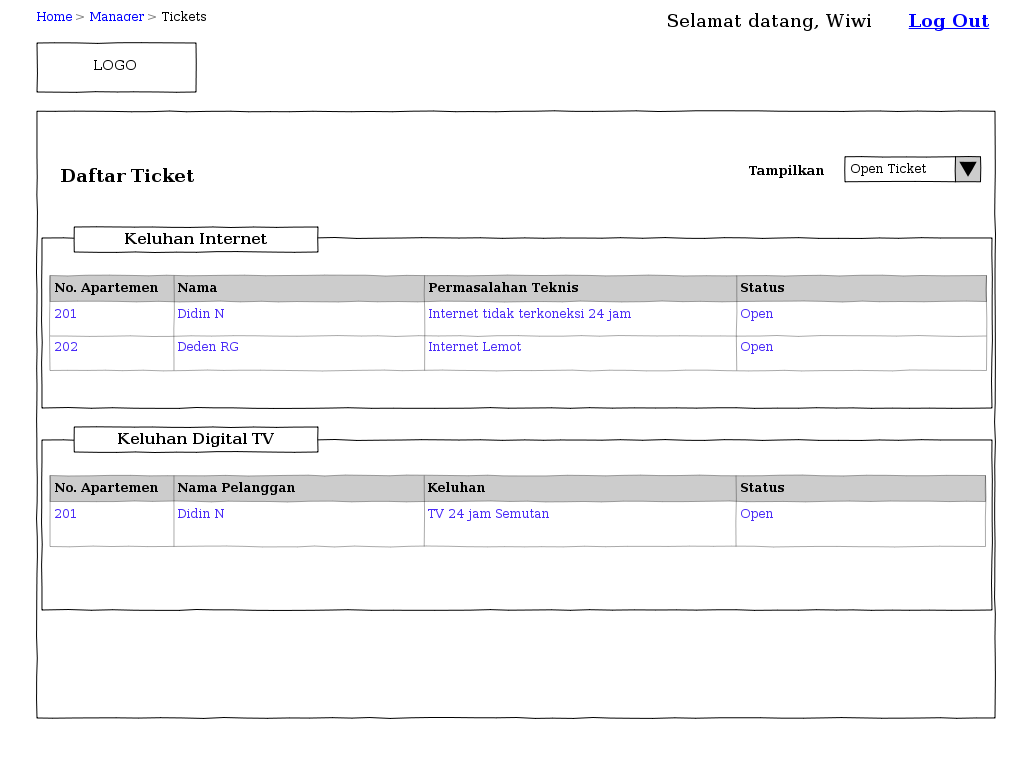 Home > Manager > Tickets
Selamat datang, Wiwi Log Out
LOGO
Daftar Ticket
Tampilkan Open Ticket
Keluhan Internet
No. Apartemen Nama Permasalahan Teknis Status
201 Didin N Internet tidak terkoneksi 24 jam Open
202 Deden RG Internet Lemot Open
Keluhan Digital TV
No. Apartemen Nama Pelanggan Keluhan Status
201 Didin N TV 24 jam Semutan Open